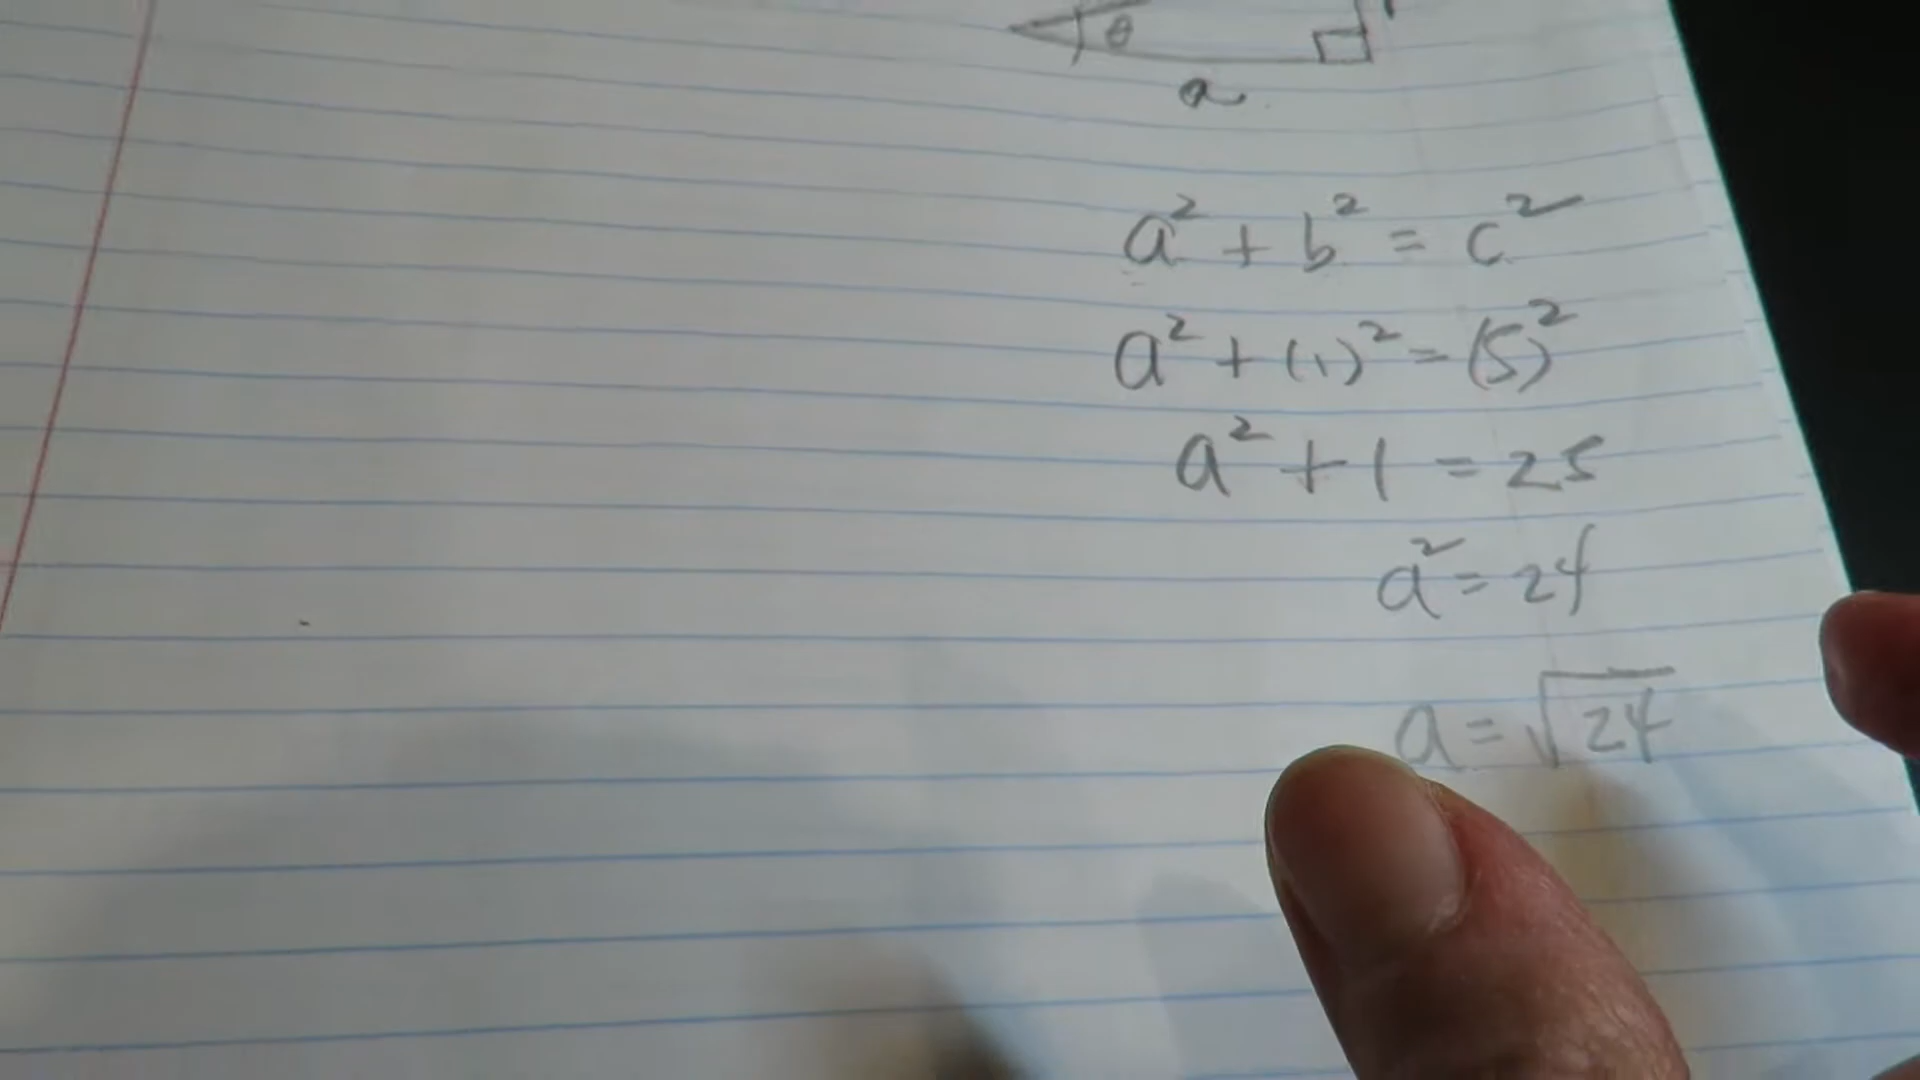 θ
a
a² + b² = c²
a² + (1)² = (5)²
a² + 1 = 25
a² = 24
a = √24